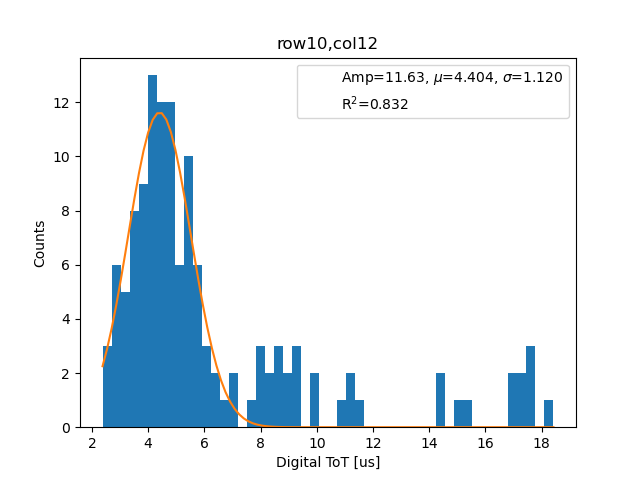 row10,col12
Amp=11.63, μ=4.404, σ=1.120
R²=0.832
12
10
8
6
4
2
0
Counts
2 4 6 8 10 12 14 16 18
Digital ToT [us]